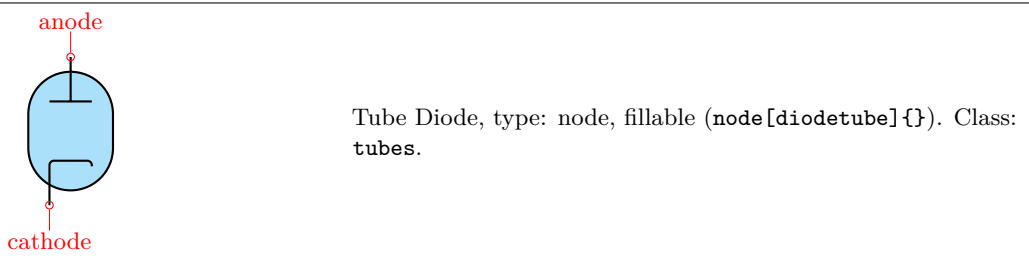 anode
Tube Diode, type: node, fillable (node[diodetube]{}). Class:
tubes.
cathode